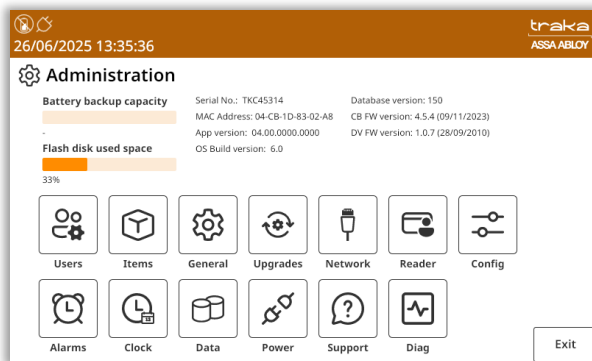 traka
26/06/2025 13:35:36
ASSA ABLOY
Administration
Battery backup capacity
-
Flash disk used space
33%
Serial No.: TKC45314
MAC Address: 04-CB-1D-83-02-A8
App version: 04.00.0000.0000
OS Build version: 6.0
Database version: 150
CB FW version: 4.5.4 (09/11/2023)
DV FW version: 1.0.7 (28/09/2010)
Users Items General Upgrades Network Reader Config
Alarms Clock Data Power Support Diag
Exit